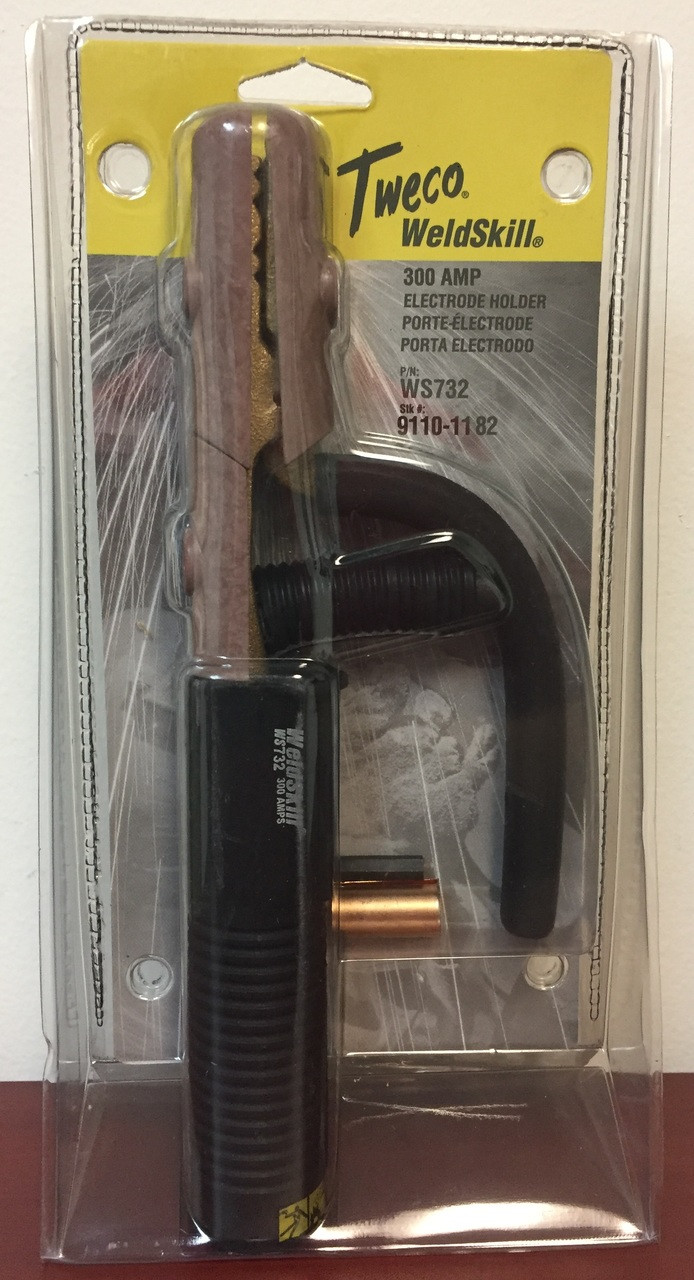 Tweco®
WeldSkill®
300 AMP
ELECTRODE HOLDER
PORTE-ÉLECTRODE
PORTA ELECTRODO
P/N:
WS732
Stk #:
9110-1182
WeldSkill
WS732 300 AMPS